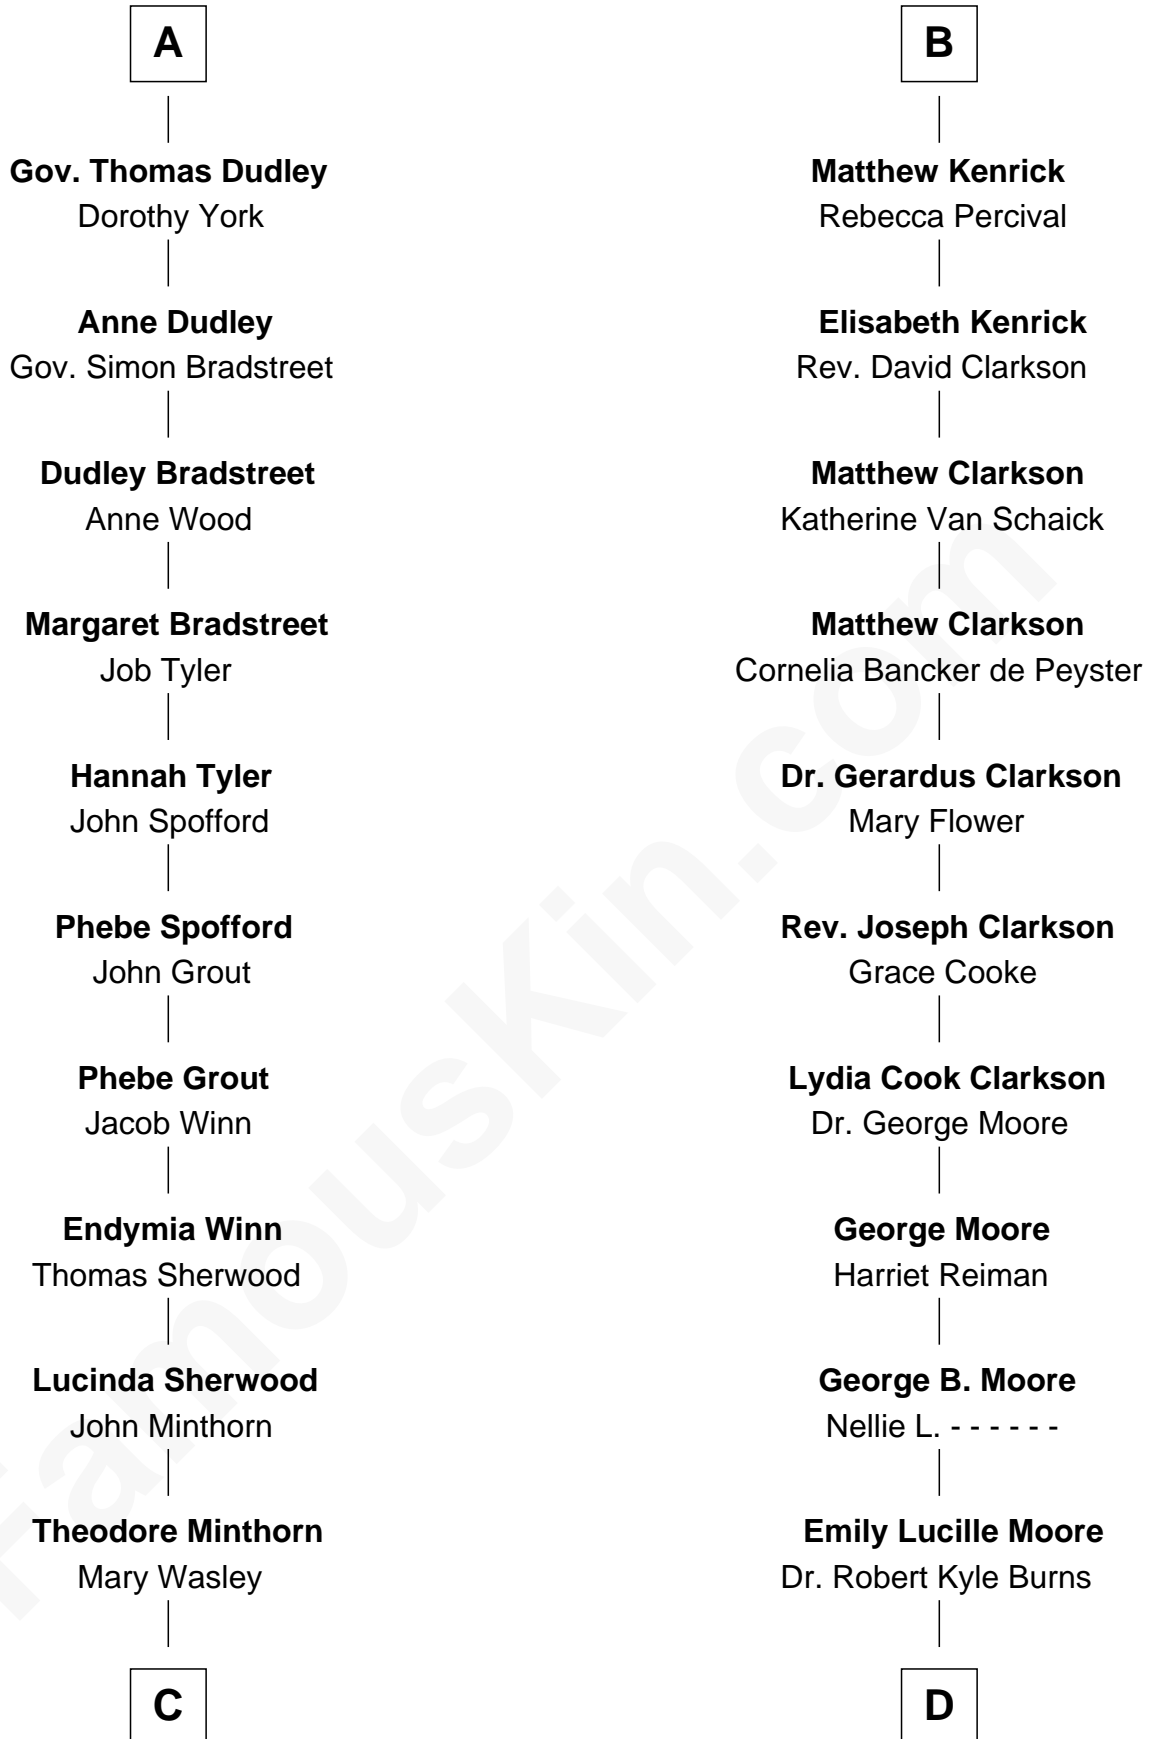 A
Gov. Thomas Dudley
Dorothy York
Anne Dudley
Gov. Simon Bradstreet
Dudley Bradstreet
Anne Wood
Margaret Bradstreet
Job Tyler
Hannah Tyler
John Spofford
Phebe Spofford
John Grout
Phebe Grout
Jacob Winn
Endymia Winn
Thomas Sherwood
Lucinda Sherwood
John Minthorn
Theodore Minthorn
Mary Wasley
C
B
Matthew Kenrick
Rebecca Percival
Elisabeth Kenrick
Rev. David Clarkson
Matthew Clarkson
Katherine Van Schaick
Matthew Clarkson
Cornelia Bancker de Peyster
Dr. Gerardus Clarkson
Mary Flower
Rev. Joseph Clarkson
Grace Cooke
Lydia Cook Clarkson
Dr. George Moore
George Moore
Harriet Reiman
George B. Moore
Nellie L. - - - - - -
Emily Lucille Moore
Dr. Robert Kyle Burns
D
FamousKin.com